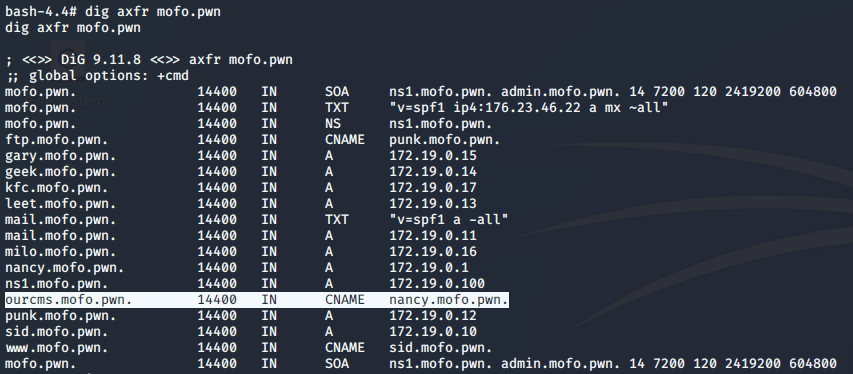 bash-4.4# dig axfr mofo.pwn
dig axfr mofo.pwn
; <<>> DiG 9.11.8 <<>> axfr mofo.pwn
;; global options: +cmd
mofo.pwn. 14400 IN SOA ns1.mofo.pwn. admin.mofo.pwn. 14 7200 120 2419200 604800
mofo.pwn. 14400 IN TXT "v=spf1 ip4:176.23.46.22 a mx ~all"
mofo.pwn. 14400 IN NS ns1.mofo.pwn.
ftp.mofo.pwn. 14400 IN CNAME punk.mofo.pwn.
gary.mofo.pwn. 14400 IN A 172.19.0.15
geek.mofo.pwn. 14400 IN A 172.19.0.14
kfc.mofo.pwn. 14400 IN A 172.19.0.17
leet.mofo.pwn. 14400 IN A 172.19.0.13
mail.mofo.pwn. 14400 IN TXT "v=spf1 a -all"
mail.mofo.pwn. 14400 IN A 172.19.0.11
milo.mofo.pwn. 14400 IN A 172.19.0.16
nancy.mofo.pwn. 14400 IN A 172.19.0.1
ns1.mofo.pwn. 14400 IN A 172.19.0.100
ourcms.mofo.pwn. 14400 IN CNAME nancy.mofo.pwn.
punk.mofo.pwn. 14400 IN A 172.19.0.12
sid.mofo.pwn. 14400 IN A 172.19.0.10
www.mofo.pwn. 14400 IN CNAME sid.mofo.pwn.
mofo.pwn. 14400 IN SOA ns1.mofo.pwn. admin.mofo.pwn. 14 7200 120 2419200 604800